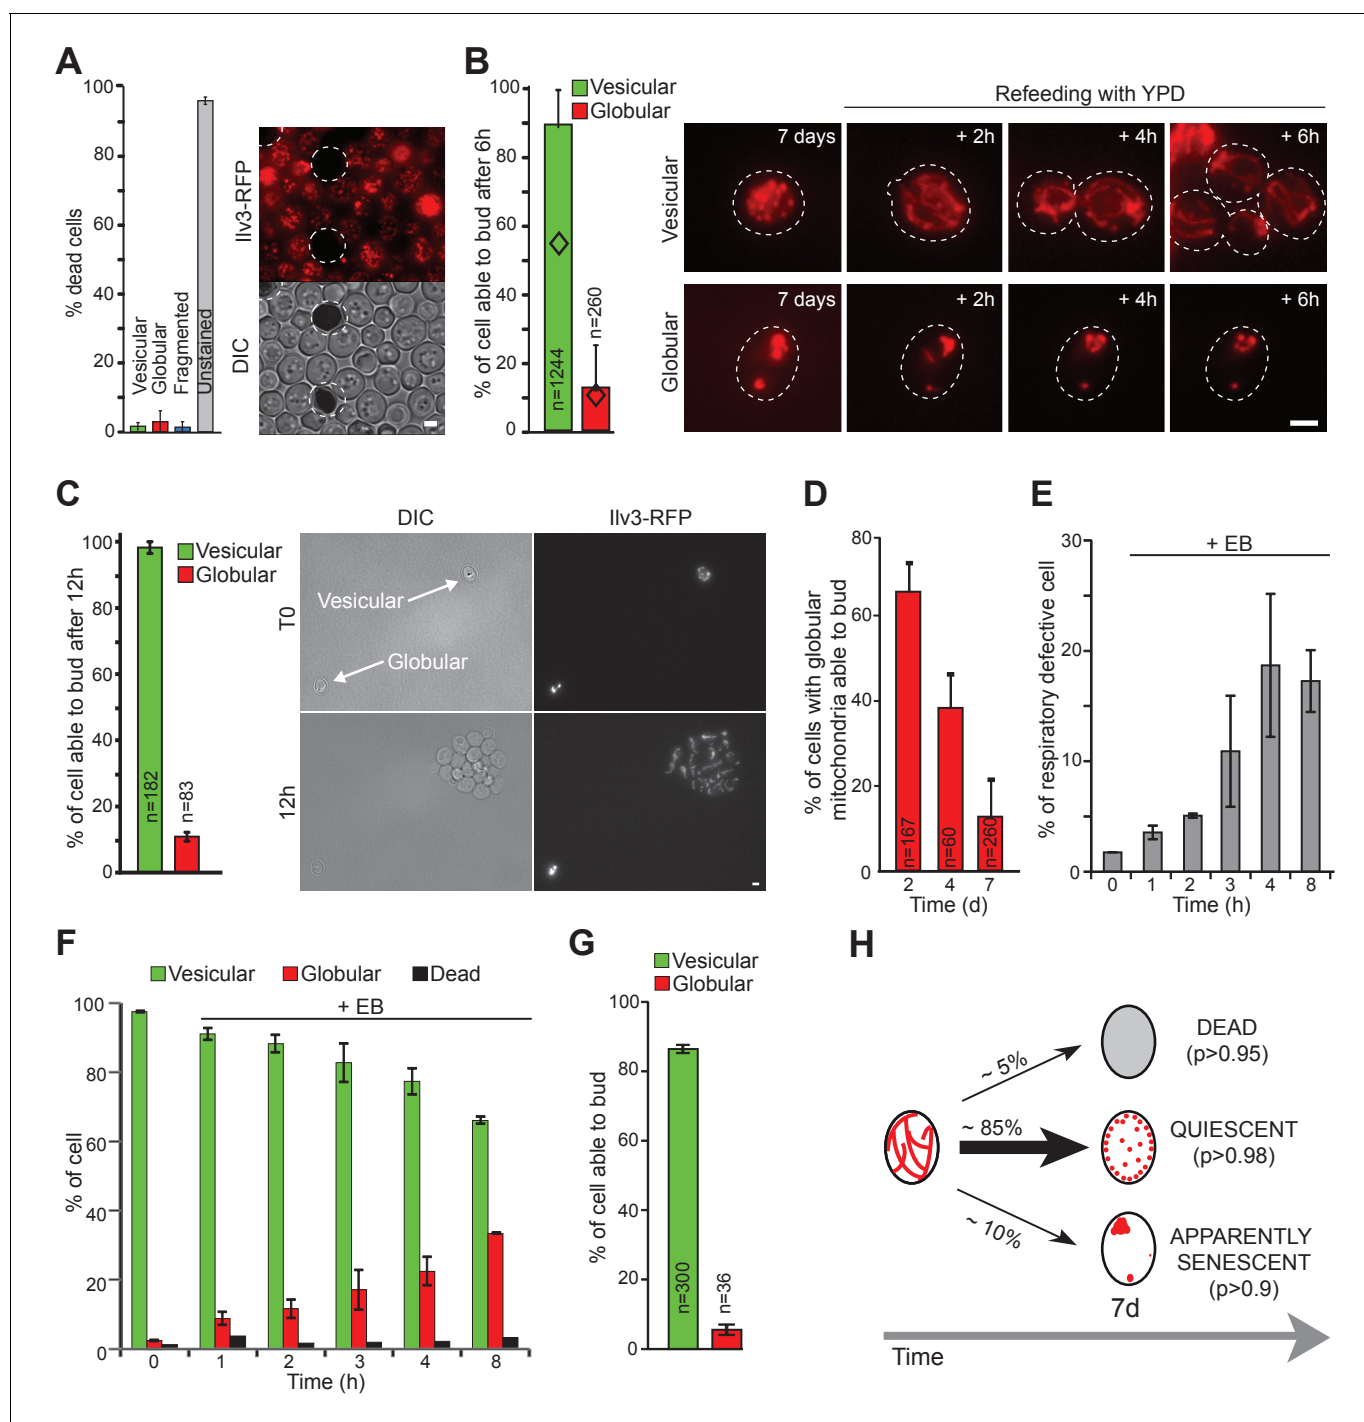 A
% dead cells
100
80
60
40
20
0
Vesicular
Globular
Fragmented
Unstained
Ilv3-RFP
DIC
B
% of cell able to bud after 6h
100
80
60
40
20
0
Vesicular
Globular
n=1244
n=260
Refeeding with YPD
Vesicular
7 days
+ 2h
+ 4h
+ 6h
Globular
7 days
+ 2h
+ 4h
+ 6h
C
% of cell able to bud after 12h
100
80
60
40
20
0
Vesicular
Globular
n=182
n=83
DIC
Ilv3-RFP
T0
Vesicular
Globular
12h
D
% of cells with globular
mitochondria able to bud
80
60
40
20
0
n=167
n=60
n=260
2 4 7
Time (d)
E
% of respiratory defective cell
30
20
10
0
+ EB
0 1 2 3 4 8
Time (h)
F
Vesicular
Globular
Dead
+ EB
% of cell
100
80
60
40
20
0
0 1 2 3 4 8
Time (h)
G
Vesicular
Globular
% of cell able to bud
100
80
60
40
20
0
n=300
n=36
H
~ 5%
DEAD
(p>0.95)
~ 85%
QUIESCENT
(p>0.98)
~ 10%
APPARENTLY
SENESCENT
(p>0.9)
7d
Time